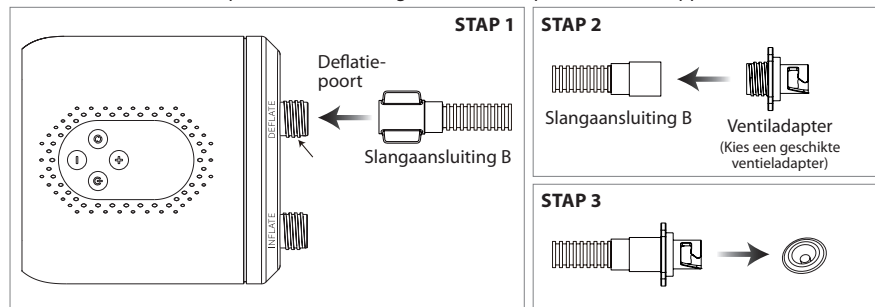 STAP 1
Deflatie-
poort
DEFLATE
Slangaansluiting B
INFLATE
STAP 2
Slangaansluiting B
Ventiladapter
(Kies een geschikte
ventieladapter)
STAP 3